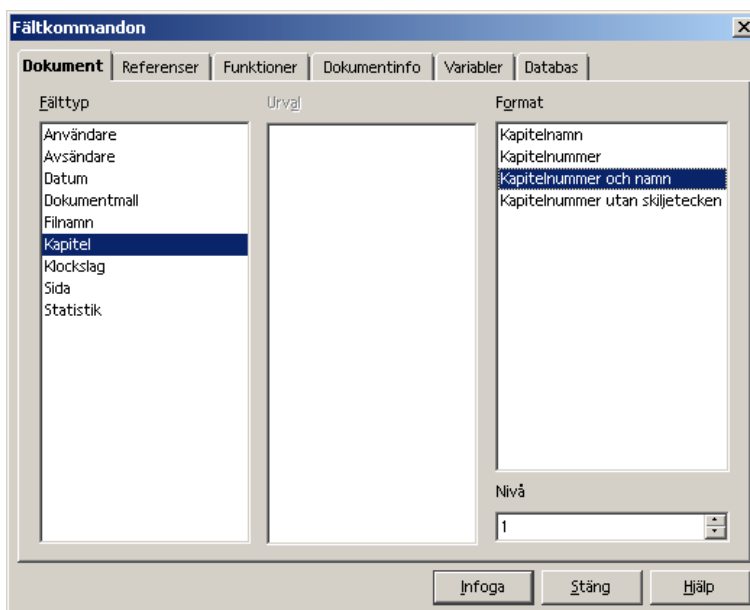 Fältkommandon
Dokument Referenser Funktioner Dokumentinfo Variabler Databas
Fälttyp
Användare
Avsändare
Datum
Dokumentmall
Filnamn
Kapitel
Klockslag
Sida
Statistik
Urval
Format
Kapitelnamn
Kapitelnummer
Kapitelnummer och namn
Kapitelnummer utan skiljetecken
Nivå
1
Infoga Stäng Hjälp